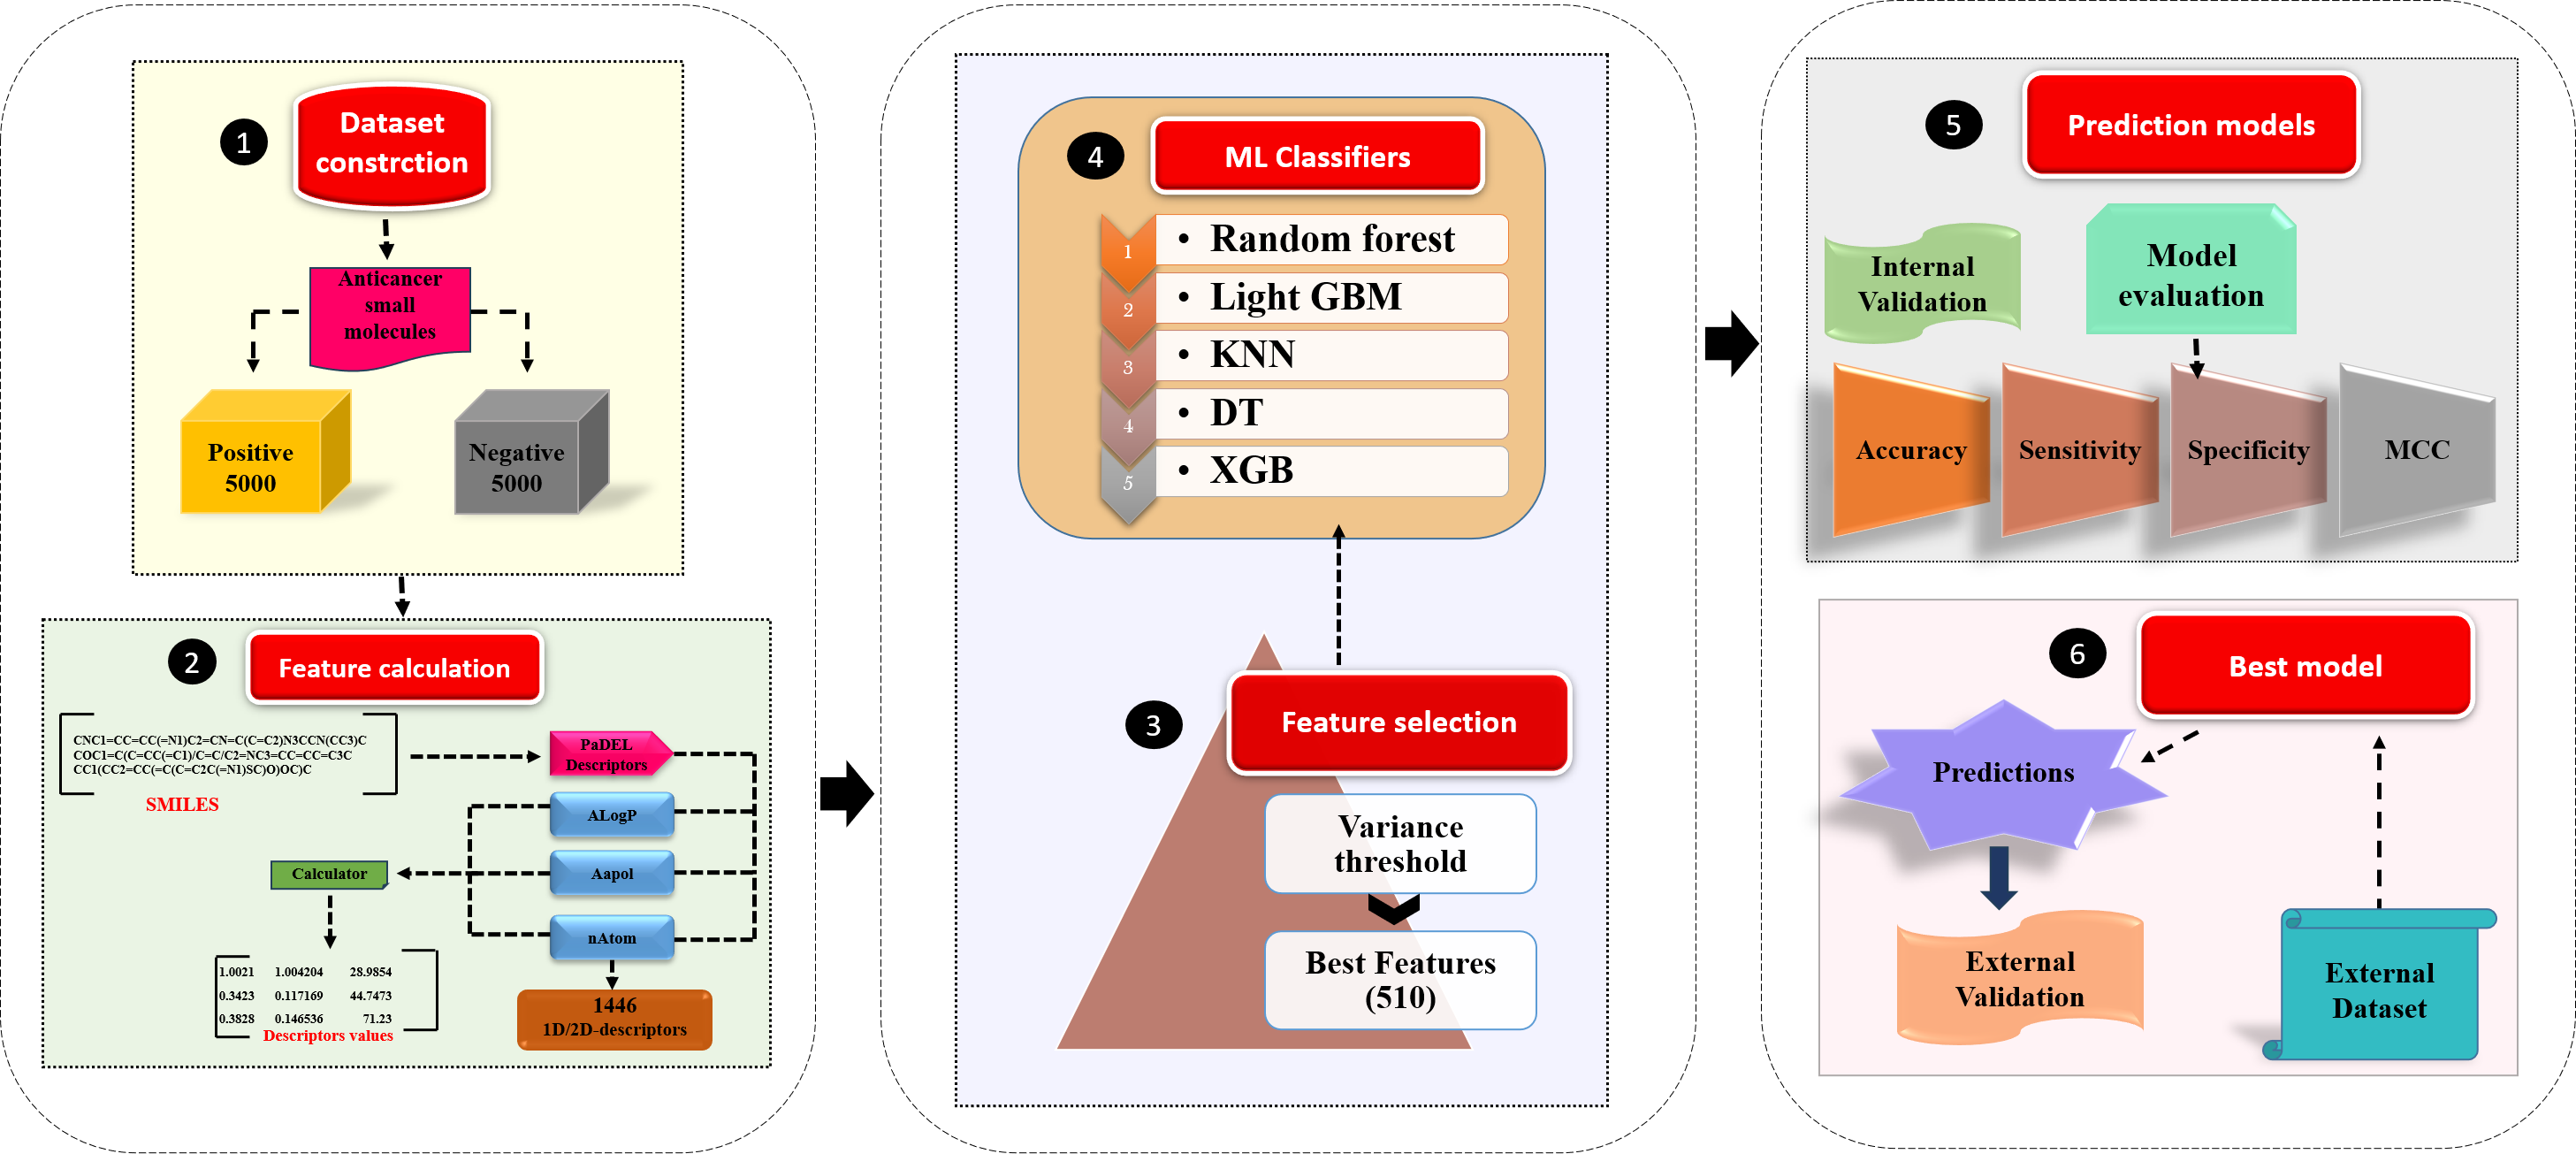 1
Dataset
constrction
Anticancer
small
molecules
Positive
5000
Negative
5000
2
Feature calculation
CNC1=CC=CC(=N1)C2=CN=C(C=C2)N3CCN(CC3)C
COC1=C(C=CC(=C1)/C=C/C2=NC3=CC=CC=C3C
CC1(CC2=CC(=C(C=C2C(=N1)SC)O)OC)C
SMILES
PaDEL
Descriptors
ALogP
Aapol
nAtom
Calculator
1.0021 1.004204 28.9854
0.3423 0.117169 44.7473
0.3828 0.146536 71.23
Descriptors values
1446
1D/2D-descriptors
4
ML Classifiers
1 • Random forest
2 • Light GBM
3 • KNN
4 • DT
5 • XGB
3
Feature selection
Variance
threshold
Best Features
(510)
5
Prediction models
Internal
Validation
Model
evaluation
Accuracy
Sensitivity
Specificity
MCC
6
Best model
Predictions
External
Validation
External
Dataset